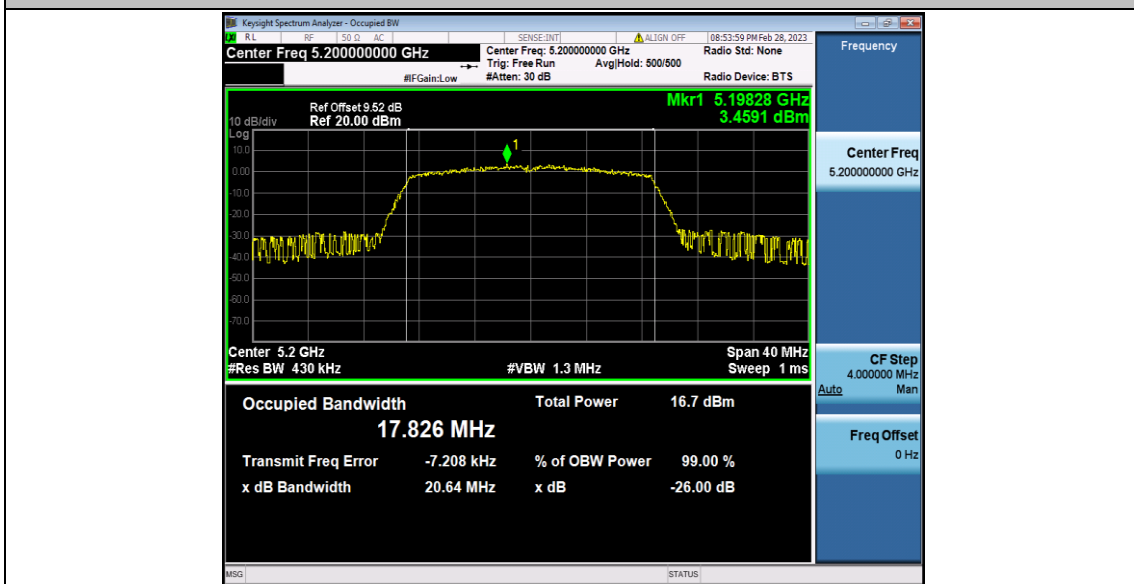 Keysight Spectrum Analyzer - Occupied BW
LXI RL RF 50 Ω AC SENSE:INT ALIGN OFF 08:53:59 PM Feb 28, 2023
Center Freq 5.200000000 GHz
Center Freq: 5.200000000 GHz Radio Std: None
Trig: Free Run Avg|Hold: 500/500
#IFGain:Low #Atten: 30 dB Radio Device: BTS
Frequency
Mkr1 5.19828 GHz
3.4591 dBm
Ref Offset 9.52 dB
10 dB/div Ref 20.00 dBm
Log
10.0
0.00
-10.0
-20.0
-30.0
-40.0
-50.0
-60.0
-70.0
1
Center 5.2 GHz Span 40 MHz
#Res BW 430 kHz #VBW 1.3 MHz Sweep 1 ms
Center Freq
5.200000000 GHz
CF Step
4.000000 MHz
Auto Man
Freq Offset
0 Hz
Occupied Bandwidth Total Power 16.7 dBm
17.826 MHz
Transmit Freq Error -7.208 kHz % of OBW Power 99.00 %
x dB Bandwidth 20.64 MHz x dB -26.00 dB
MSG STATUS